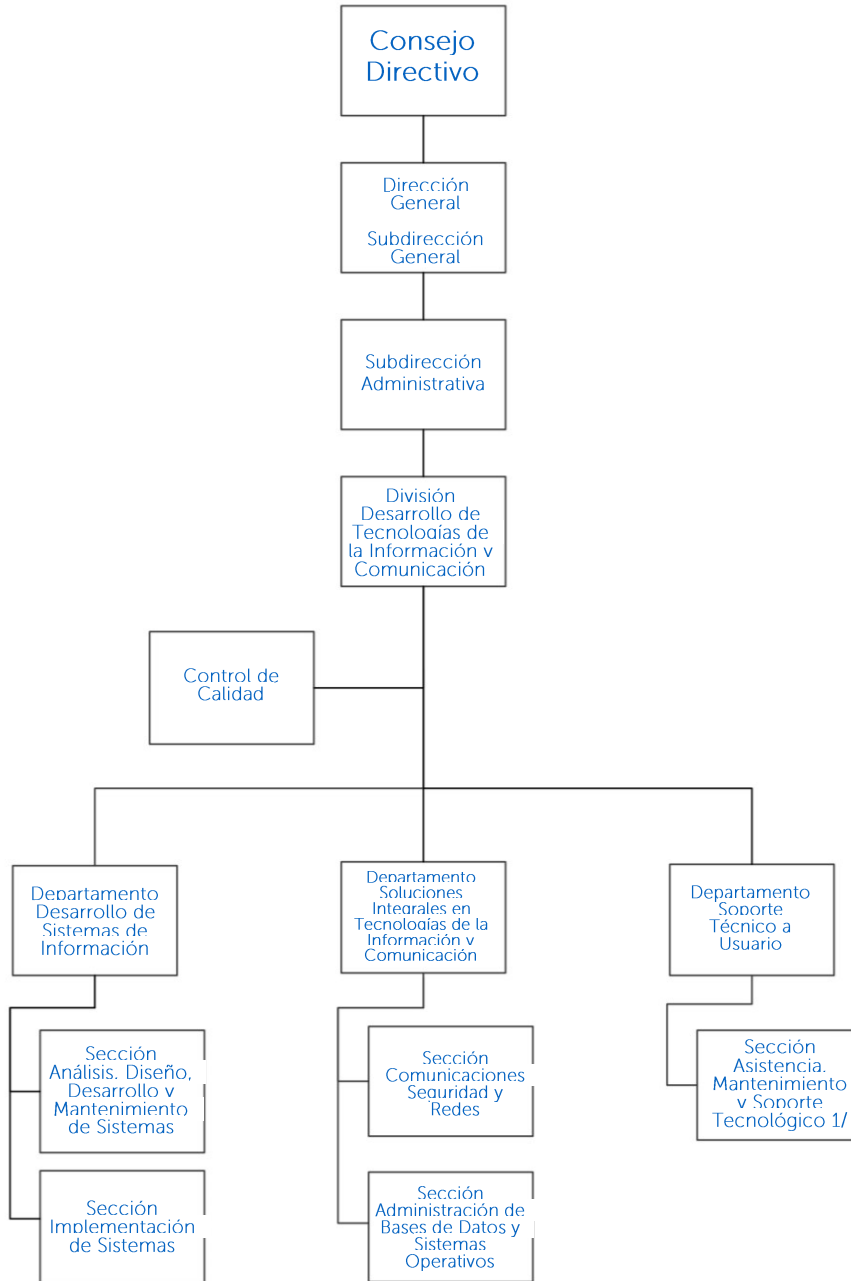 Consejo
Directivo
Dirección
General
Subdirección
General
Subdirección
Administrativa
División
Desarrollo de
Tecnologías de
la Información y
Comunicación
Control de
Calidad
Departamento
Desarrollo de
Sistemas de
Información
Departamento
Soluciones
Integrales en
Tecnologías de la
Información y
Comunicación
Departamento
Soporte
Técnico a
Usuario
Sección
Análisis, Diseño,
Desarrollo y
Mantenimiento
de Sistemas
Sección
Implementación
de Sistemas
Sección
Comunicaciones
Seguridad y
Redes
Sección
Administración de
Bases de Datos y
Sistemas
Operativos
Sección
Asistencia,
Mantenimiento
y Soporte
Tecnológico 1/